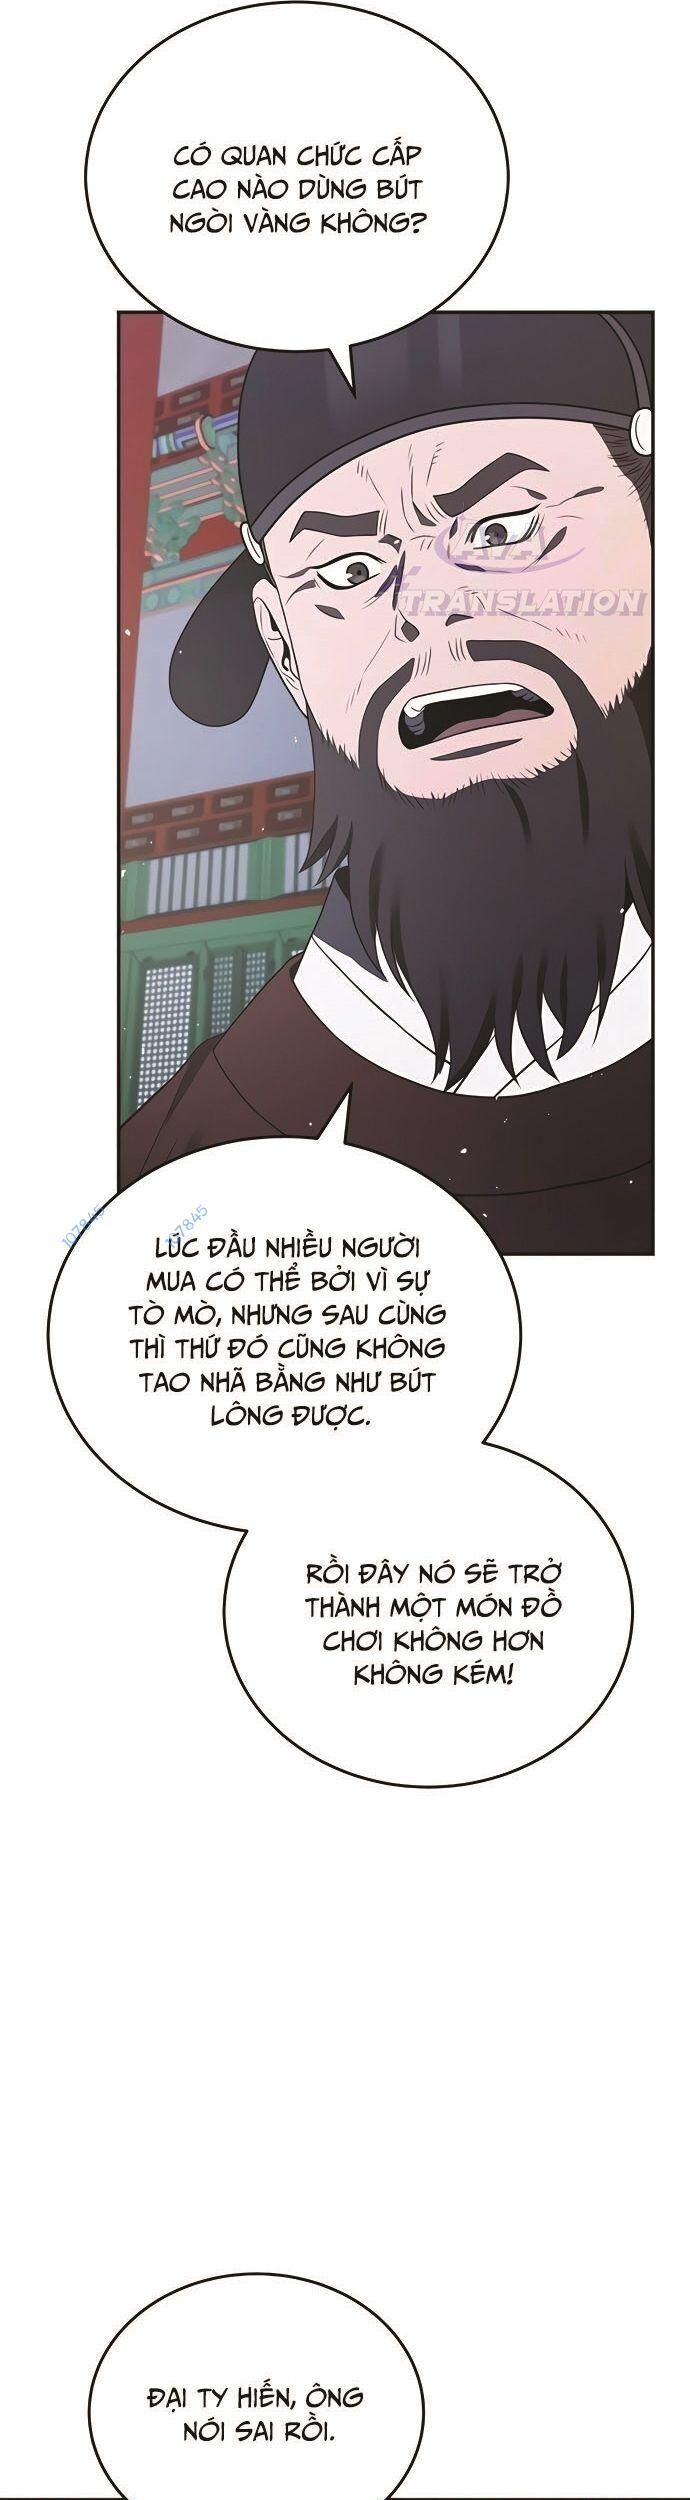 CÓ QUAN CHỨC CẤP
CAO NÀO DÙNG BÚT
NGÒI VÀNG KHÔNG?
AVA
TRANSLATION
107845
107845
LÚC ĐẦU NHIỀU NGƯỜI
MUA CÓ THỂ BỞI VÌ SỰ
TÒ MÒ, NHƯNG SAU CÙNG
THÌ THỨ ĐÓ CŨNG KHÔNG
TAO NHÃ BẰNG NHƯ BÚT
LÔNG ĐƯỢC.
RỒI ĐÂY NÓ SẼ TRỞ
THÀNH MỘT MÓN ĐỒ
CHƠI KHÔNG HƠN
KHÔNG KÉM!
ĐẠI TY HIẾN, ÔNG
NÓI SAI RỒI.